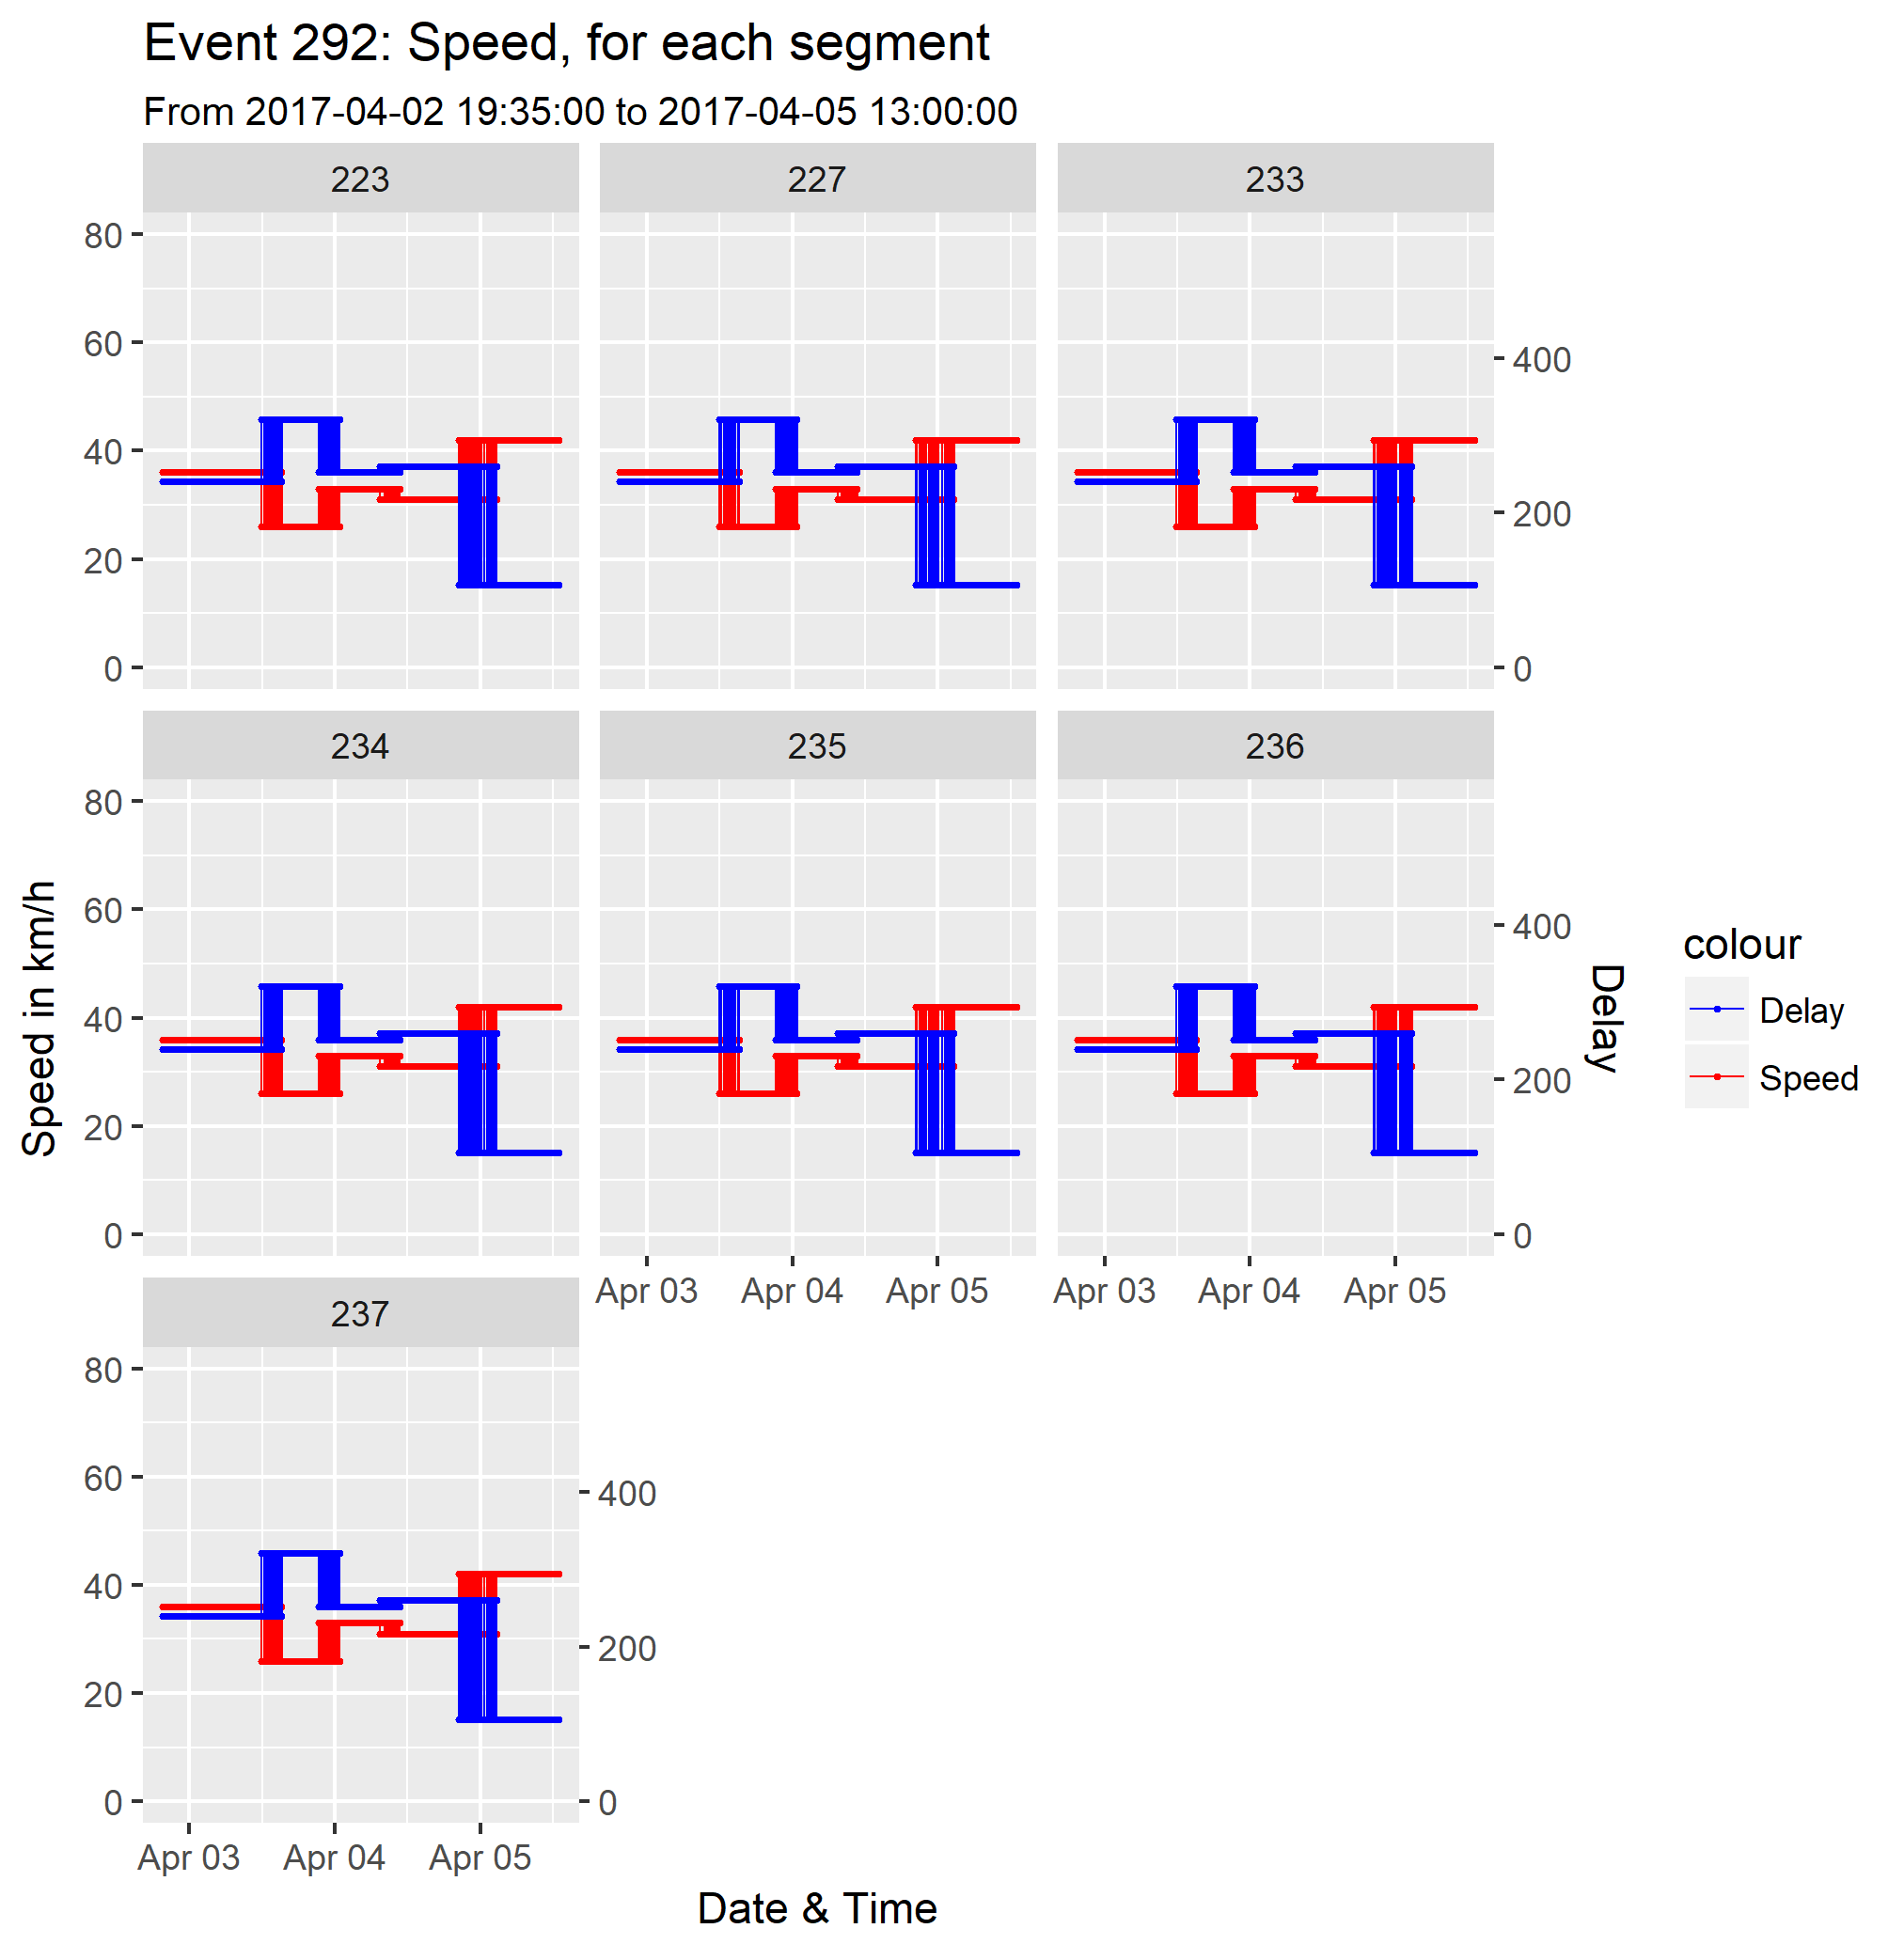 Event 292: Speed, for each segment
From 2017-04-02 19:35:00 to 2017-04-05 13:00:00
223
227
233
80
60
40
20
0
400
200
0
234
235
236
80
60
40
20
0
400
200
0
Apr 03
Apr 04
Apr 05
Apr 03
Apr 04
Apr 05
237
80
60
40
20
0
400
200
0
Apr 03
Apr 04
Apr 05
Speed in km/h
Delay
Date & Time
colour
Delay
Speed